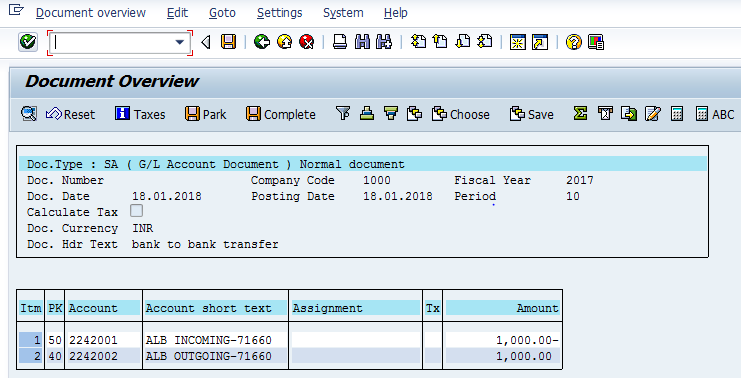 Document overview Edit Goto Settings System Help
Document Overview
Reset Taxes Park Complete Choose Save ABC
Doc.Type : SA ( G/L Account Document ) Normal document
Doc. Number Company Code 1000 Fiscal Year 2017
Doc. Date 18.01.2018 Posting Date 18.01.2018 Period 10
Calculate Tax
Doc. Currency INR
Doc. Hdr Text bank to bank transfer
Itm PK Account Account short text Assignment Tx Amount
1 50 2242001 ALB INCOMING-71660 1,000.00-
2 40 2242002 ALB OUTGOING-71660 1,000.00